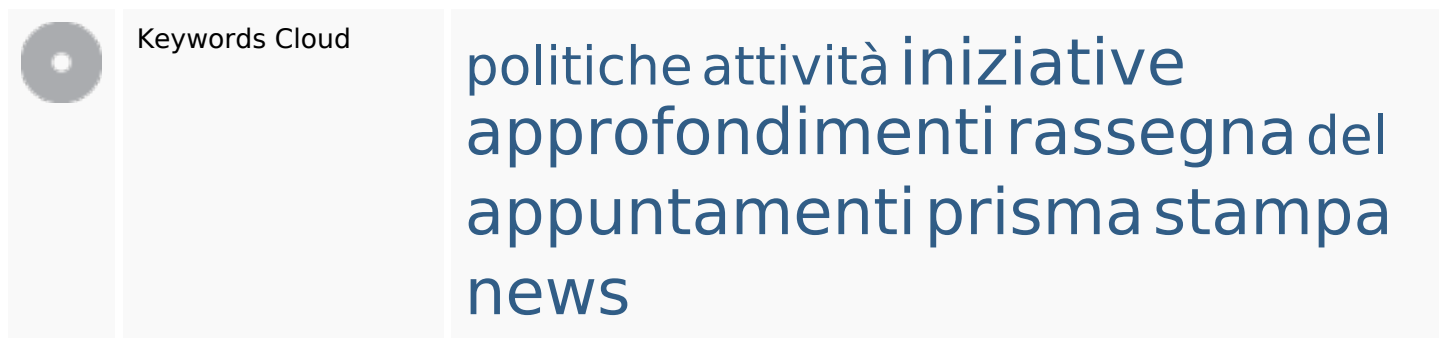 Keywords Cloud
politiche attività iniziative
approfondimenti rassegna del
appuntamenti prisma stampa
news